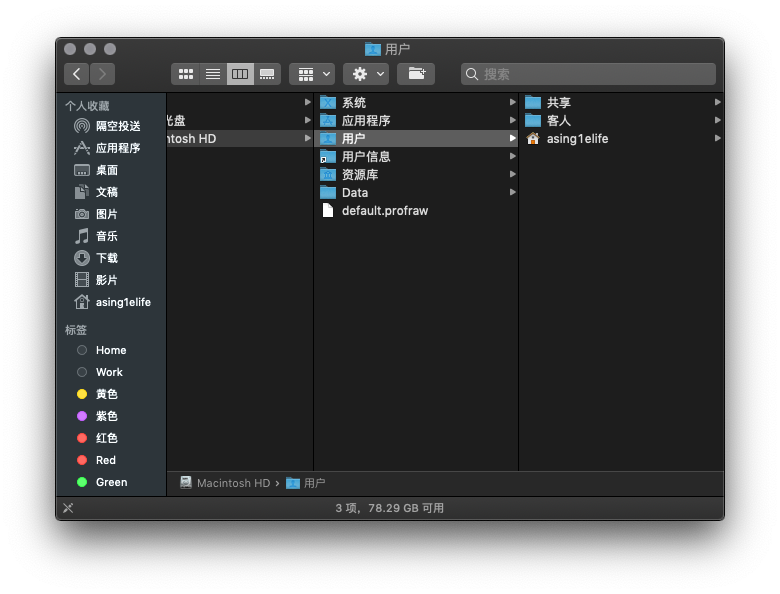 用户
搜索
个人收藏
隔空投送
应用程序
桌面
文稿
图片
音乐
下载
影片
asing1elife
标签
Home
Work
黄色
紫色
红色
Red
Green
光盘
ntosh HD
系统
应用程序
用户
用户信息
资源库
Data
default.profraw
共享
客人
asing1elife
Macintosh HD › 用户
3 项，78.29 GB 可用